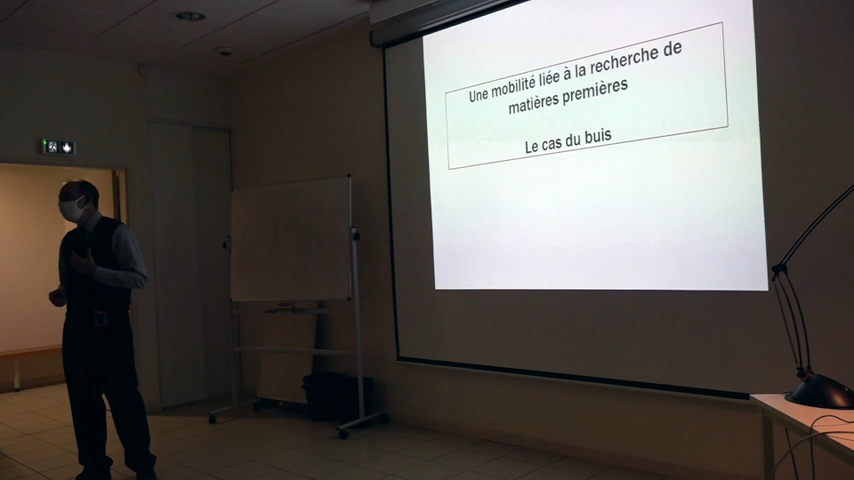 Une mobilité liée à la recherche de
matières premières
Le cas du buis